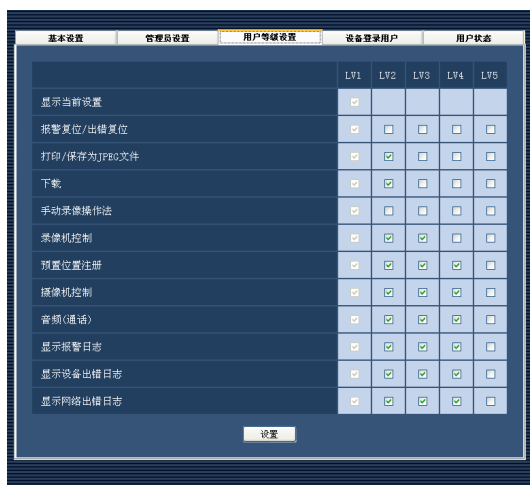 基本设置 管理员设置 用户等级设置 设备登录用户 用户状态
LV1 LV2 LV3 LV4 LV5
显示当前设置
报警复位/出错复位
打印/保存为JPEG文件
下载
手动录像操作法
录像机控制
预置位置注册
摄像机控制
音频(通话)
显示报警日志
显示设备出错日志
显示网络出错日志
设置